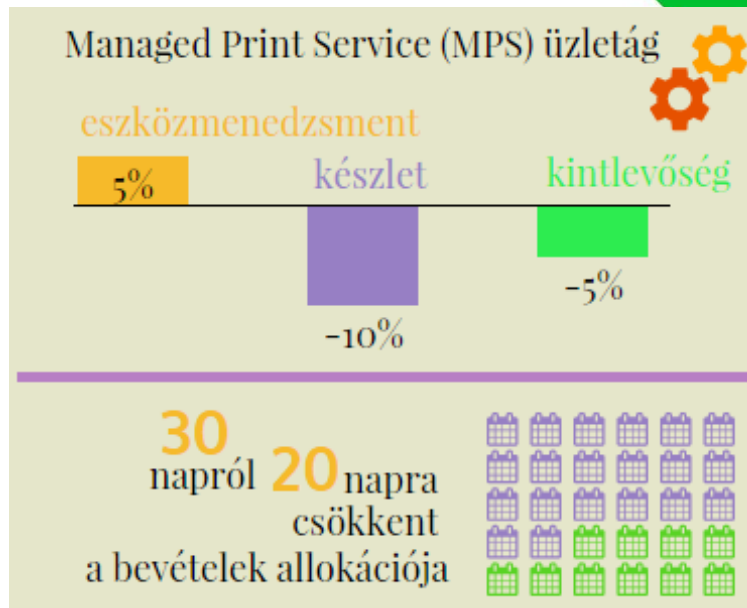 Managed Print Service (MPS) üzletág
eszközmenedzsment
készlet
kintlevőség
5%
-10%
-5%
30
napról 20 napra
csökkent
a bevételek allokációja